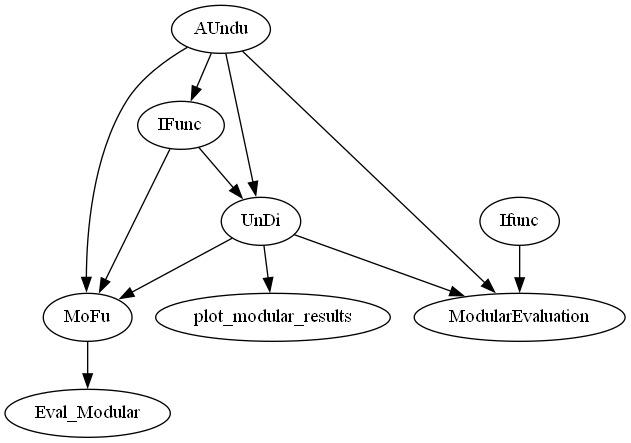 AUndu
IFunc
UnDi
Ifunc
MoFu
plot_modular_results
ModularEvaluation
Eval_Modular